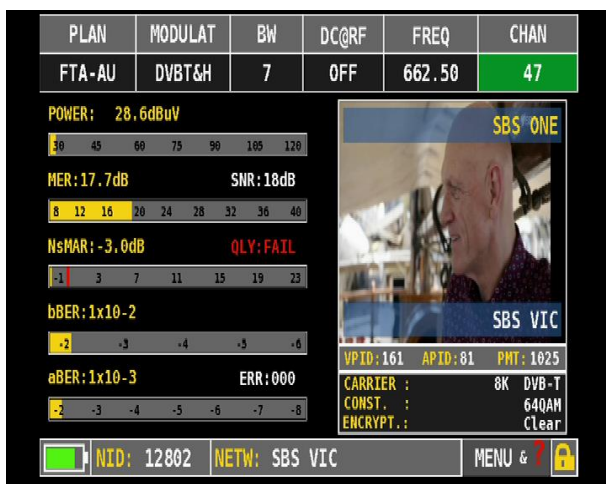 PLAN MODULAT BW DC@RF FREQ CHAN
FTA-AU DVBT&H 7 OFF 662.50 47
POWER: 28.6dBuV
30 45 60 75 90 105 120
MER:17.7dB SNR:18dB
8 12 16 20 24 28 32 36 40
NsMAR:-3.0dB QLY:FAIL
-1 3 7 11 15 19 23
bBER:1x10-2
-2 -3 -4 -5 -6
aBER:1x10-3 ERR:000
-2 -3 -4 -5 -6 -7 -8
SBS ONE
SBS VIC
VPID:161 APID:81 PMT:1025
CARRIER : 8K DVB-T
CONST. : 64QAM
ENCRYPT.: Clear
NID: 12802 NETW: SBS VIC MENU & ?